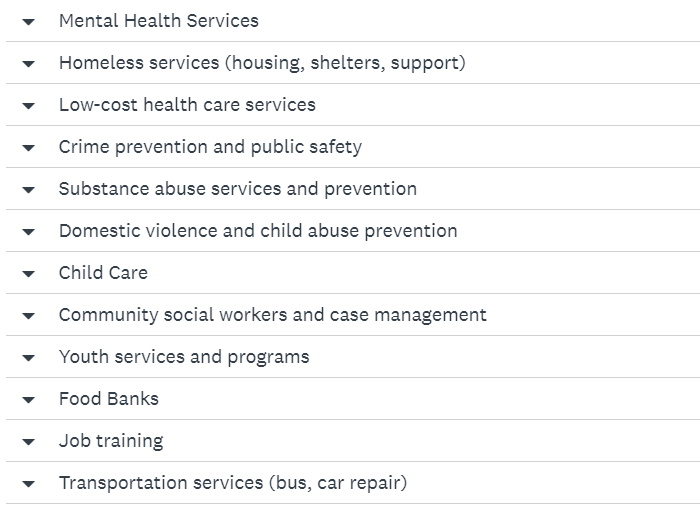 Mental Health Services
Homeless services (housing, shelters, support)
Low-cost health care services
Crime prevention and public safety
Substance abuse services and prevention
Domestic violence and child abuse prevention
Child Care
Community social workers and case management
Youth services and programs
Food Banks
Job training
Transportation services (bus, car repair)